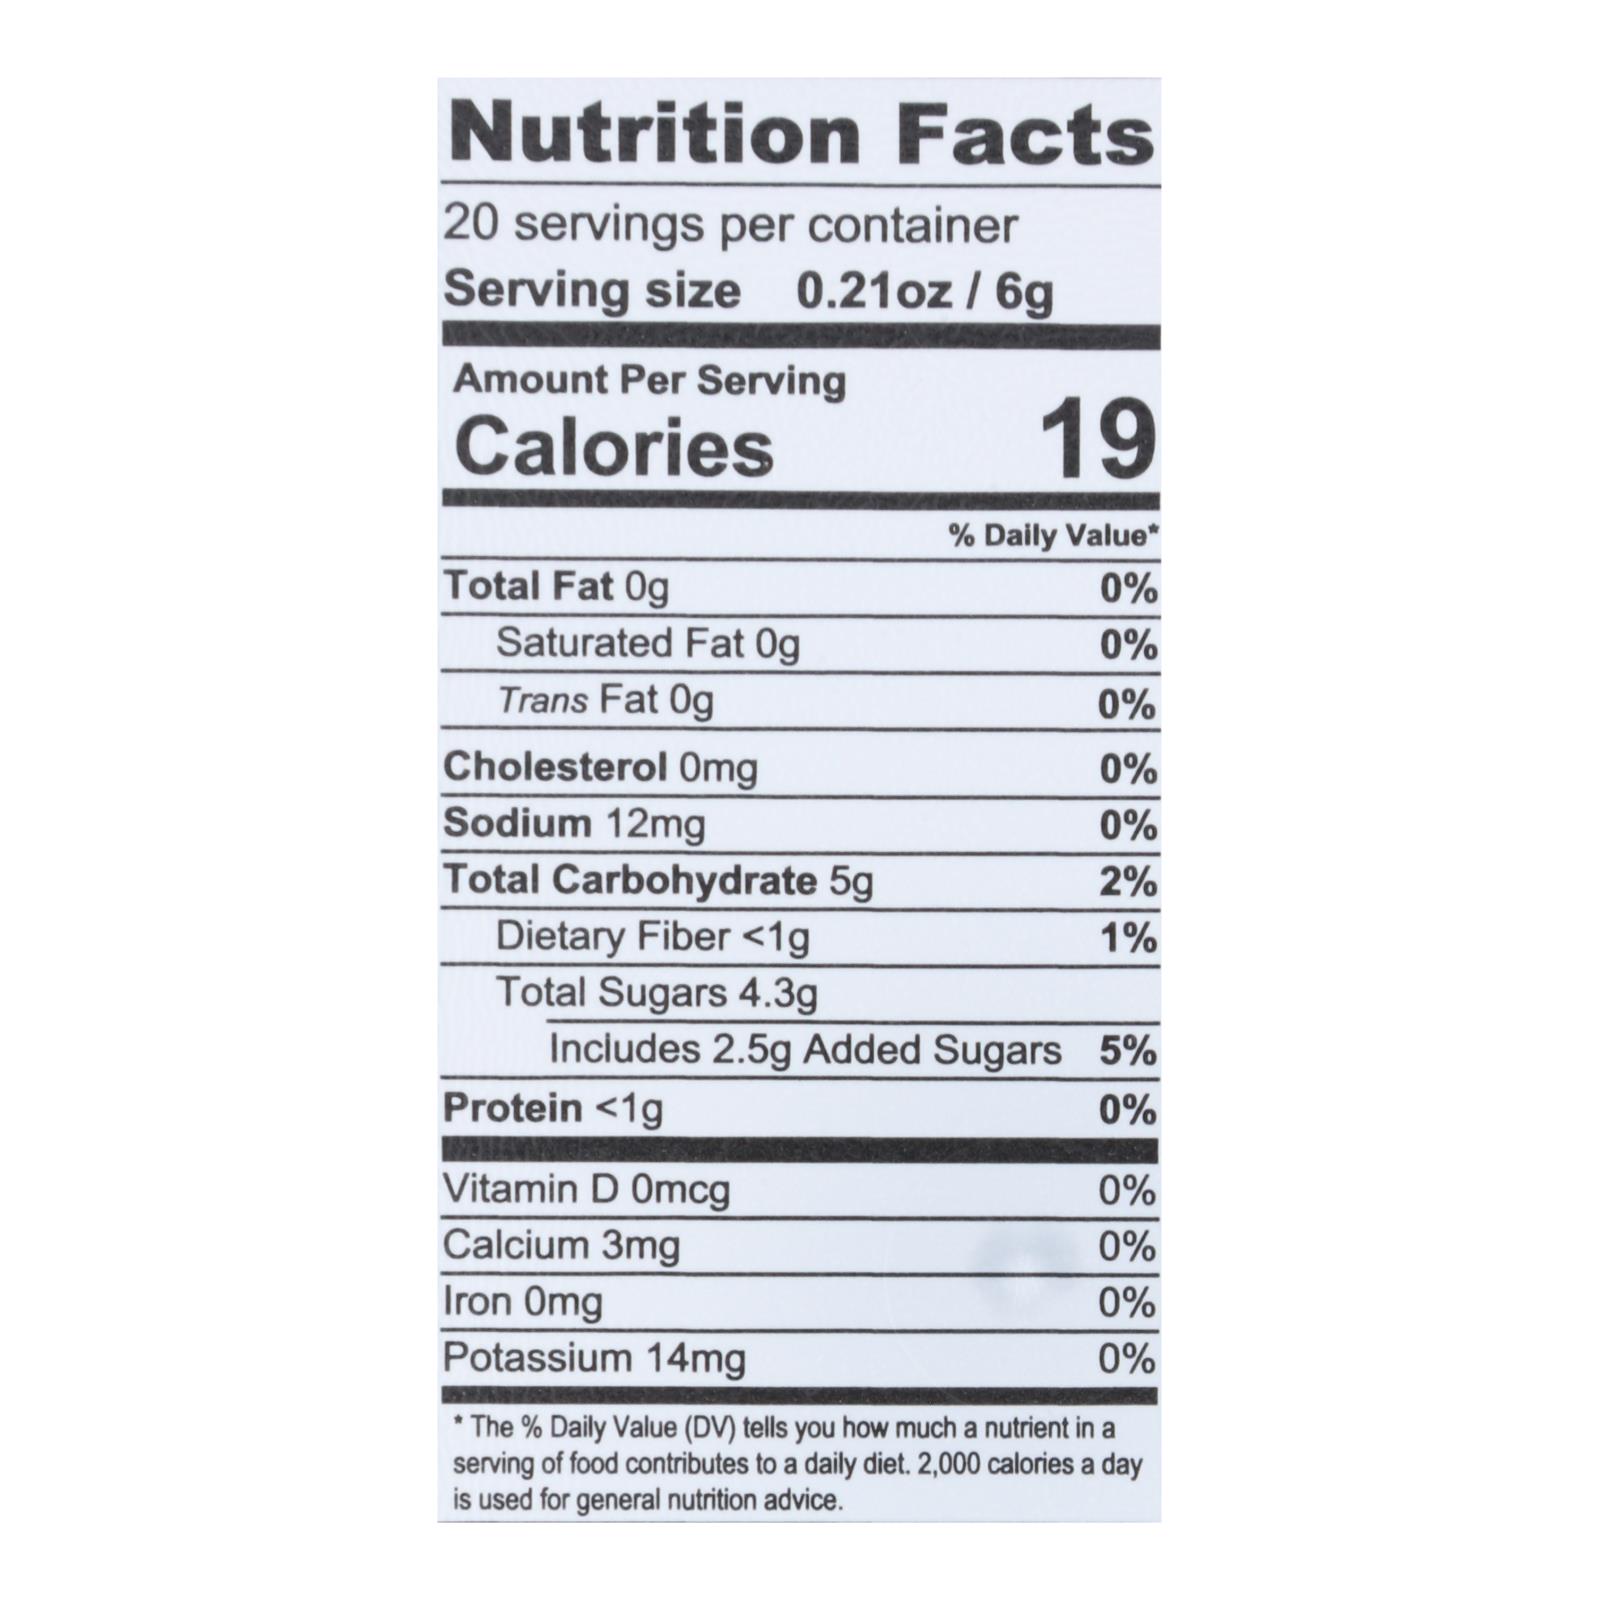 Nutrition Facts
20 servings per container
Serving size 0.21oz / 6g
Amount Per Serving
Calories 19
% Daily Value*
Total Fat 0g 0%
Saturated Fat 0g 0%
Trans Fat 0g 0%
Cholesterol 0mg 0%
Sodium 12mg 0%
Total Carbohydrate 5g 2%
Dietary Fiber <1g 1%
Total Sugars 4.3g
Includes 2.5g Added Sugars 5%
Protein <1g 0%
Vitamin D 0mcg 0%
Calcium 3mg 0%
Iron 0mg 0%
Potassium 14mg 0%
* The % Daily Value (DV) tells you how much a nutrient in a
serving of food contributes to a daily diet. 2,000 calories a day
is used for general nutrition advice.